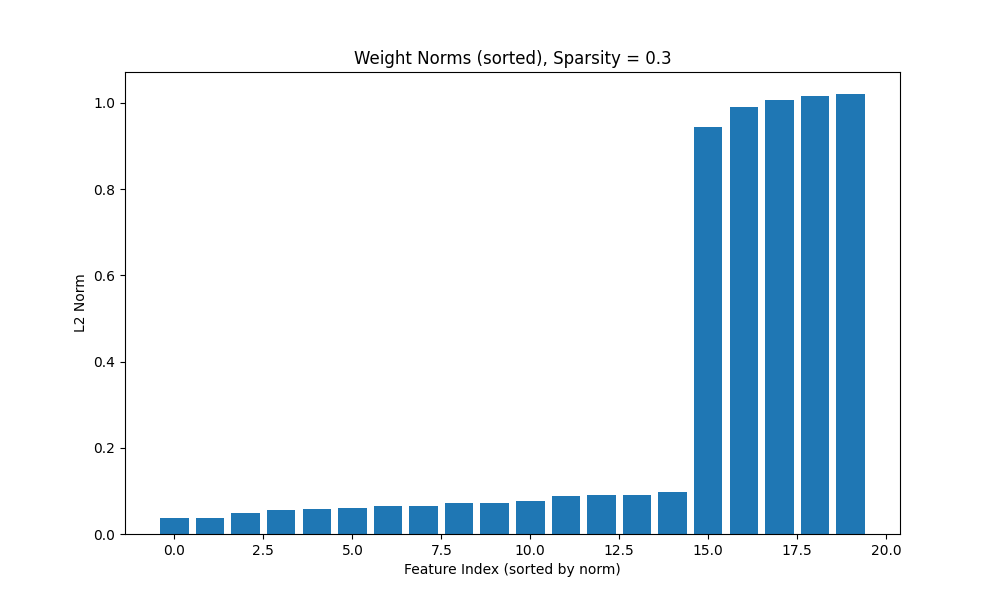 Weight Norms (sorted), Sparsity = 0.3
1.0
0.8
0.6
0.4
0.2
0.0
L2 Norm
0.0 2.5 5.0 7.5 10.0 12.5 15.0 17.5 20.0
Feature Index (sorted by norm)